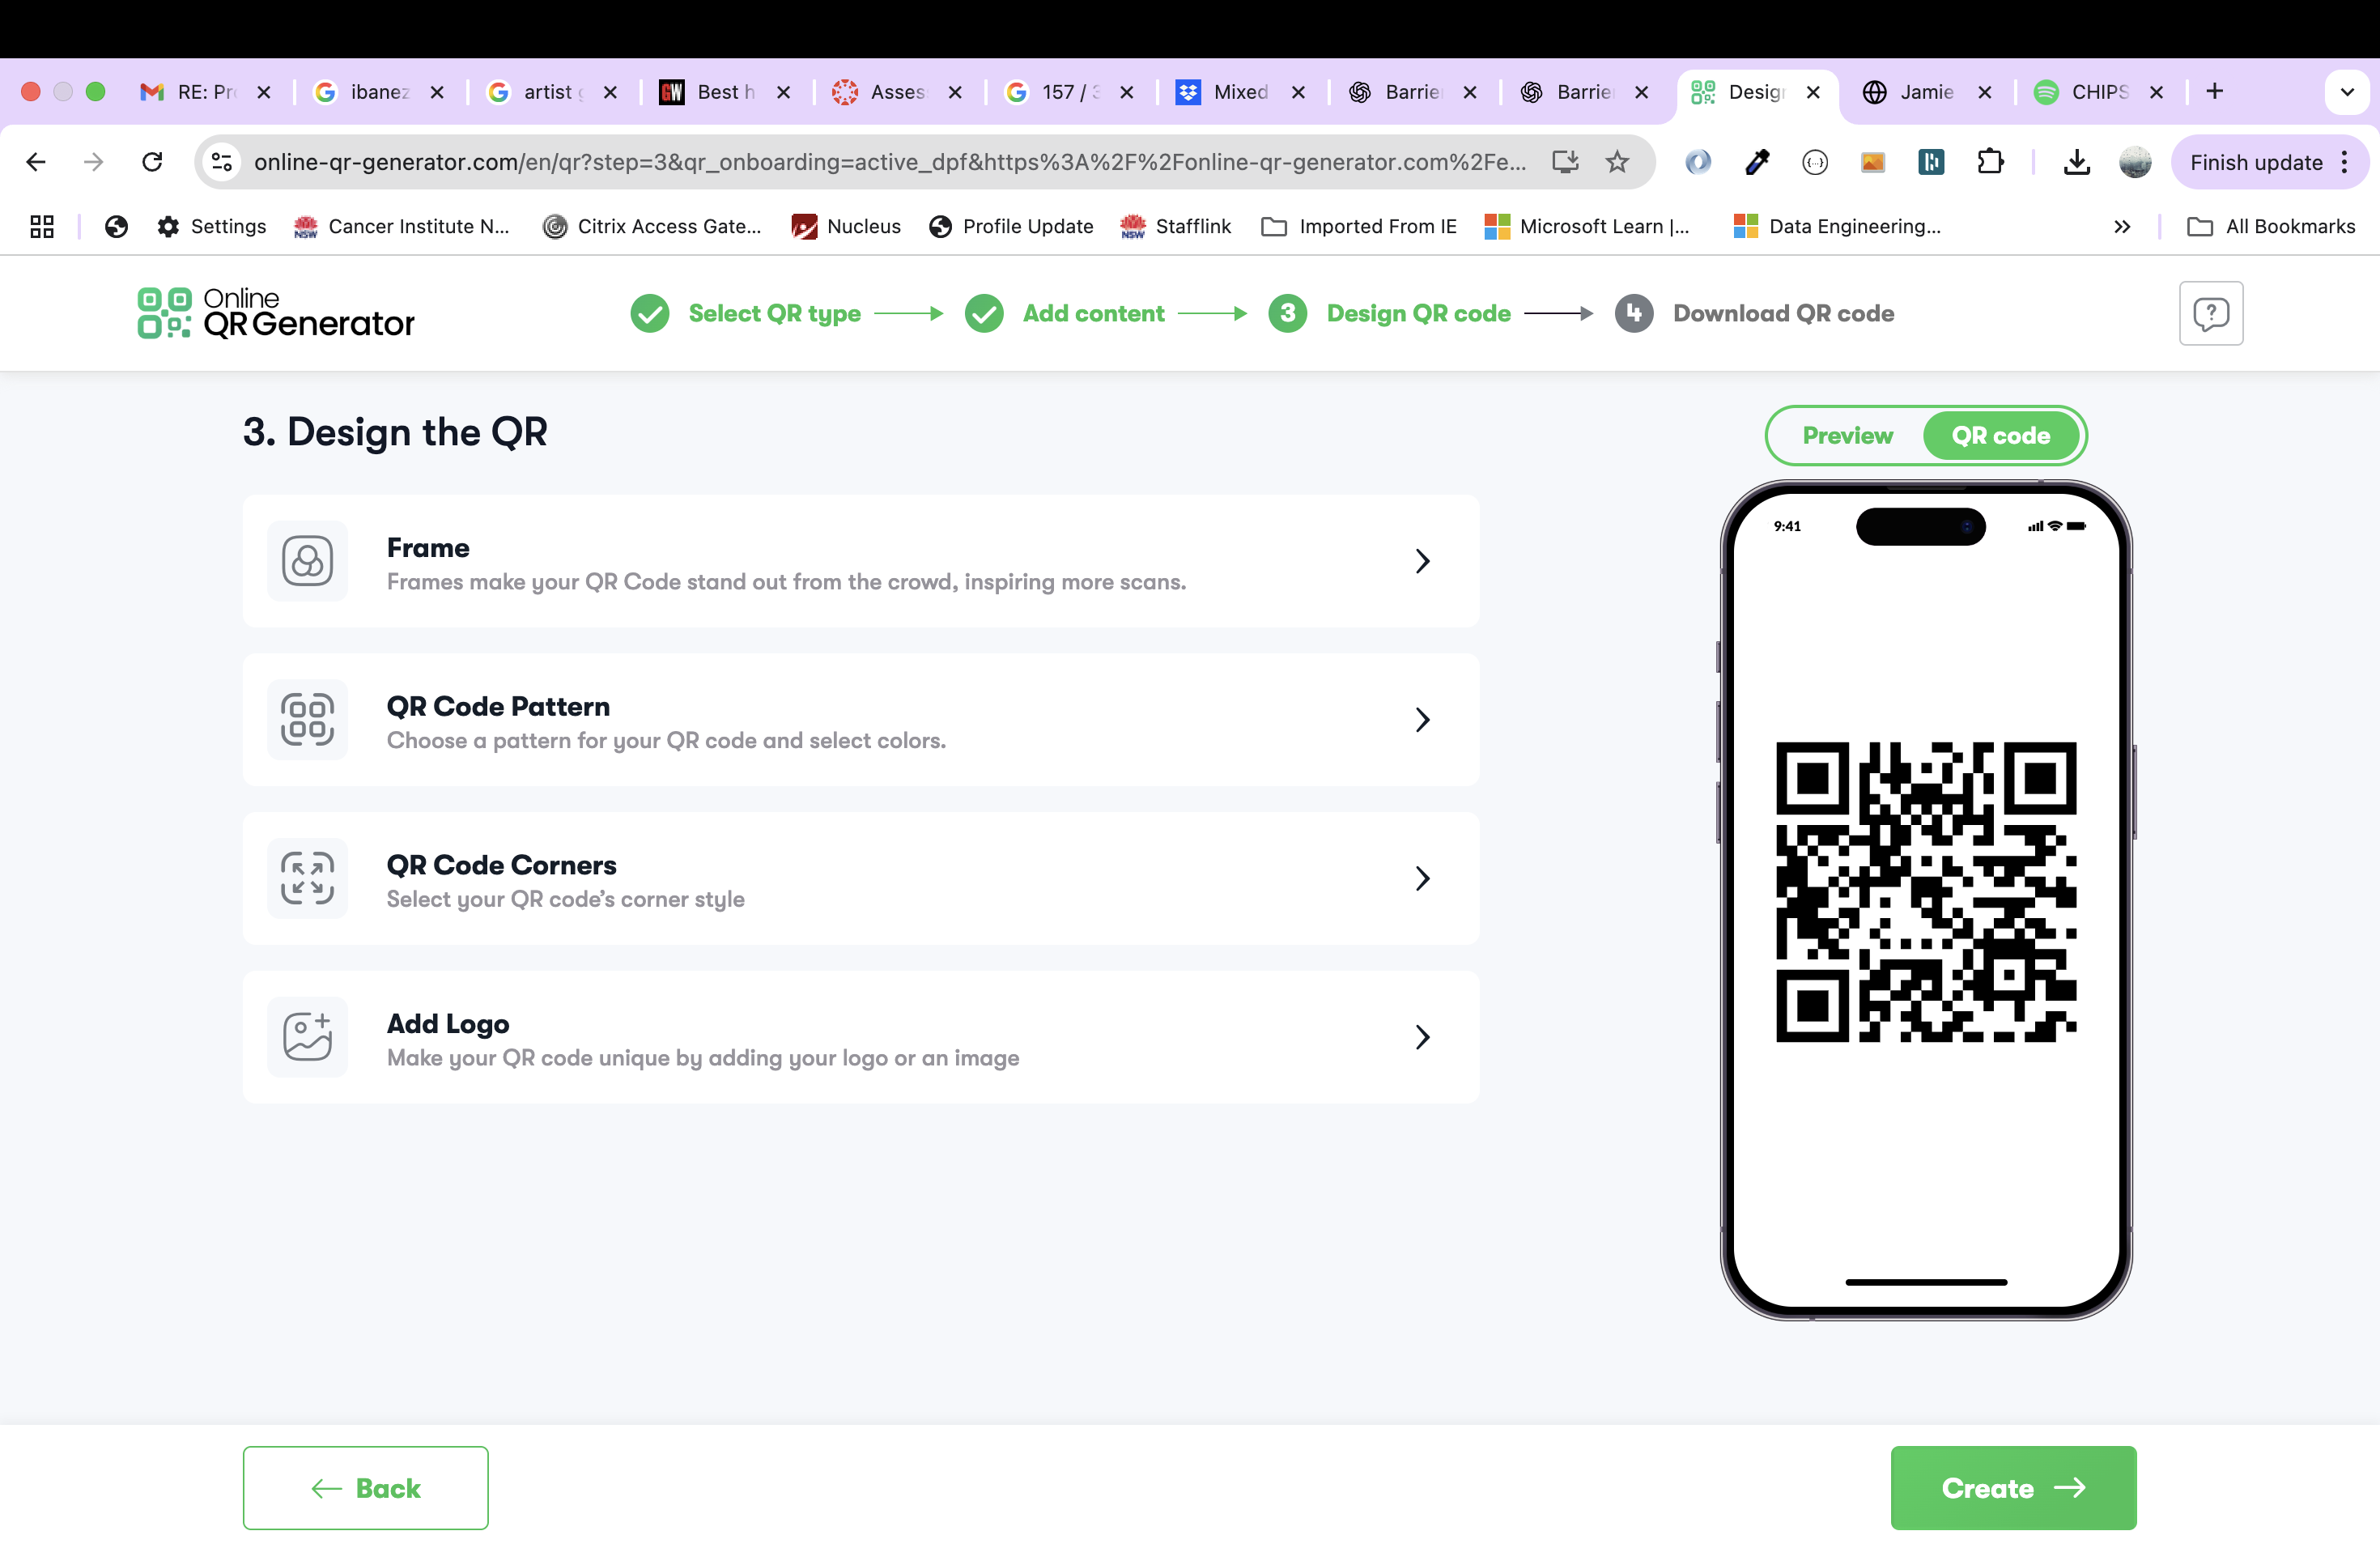 RE: Pr
ibanez
artist g
Best h
Asses
157 / 3
Mixed
Barrie
Barrie
Desig
Jamie
CHIPS
online-qr-generator.com/en/qr?step=3&qr_onboarding=active_dpf&https%3A%2F%2Fonline-qr-generator.com%2Fe...
Finish update
Settings
Cancer Institute N...
Citrix Access Gate...
Nucleus
Profile Update
Stafflink
Imported From IE
Microsoft Learn |...
Data Engineering...
All Bookmarks
Online
QR Generator
Select QR type
Add content
3 Design QR code
4 Download QR code
3. Design the QR
Preview
QR code
Frame
Frames make your QR Code stand out from the crowd, inspiring more scans.
9:41
QR Code Pattern
Choose a pattern for your QR code and select colors.
QR Code Corners
Select your QR code’s corner style
Add Logo
Make your QR code unique by adding your logo or an image
Back
Create